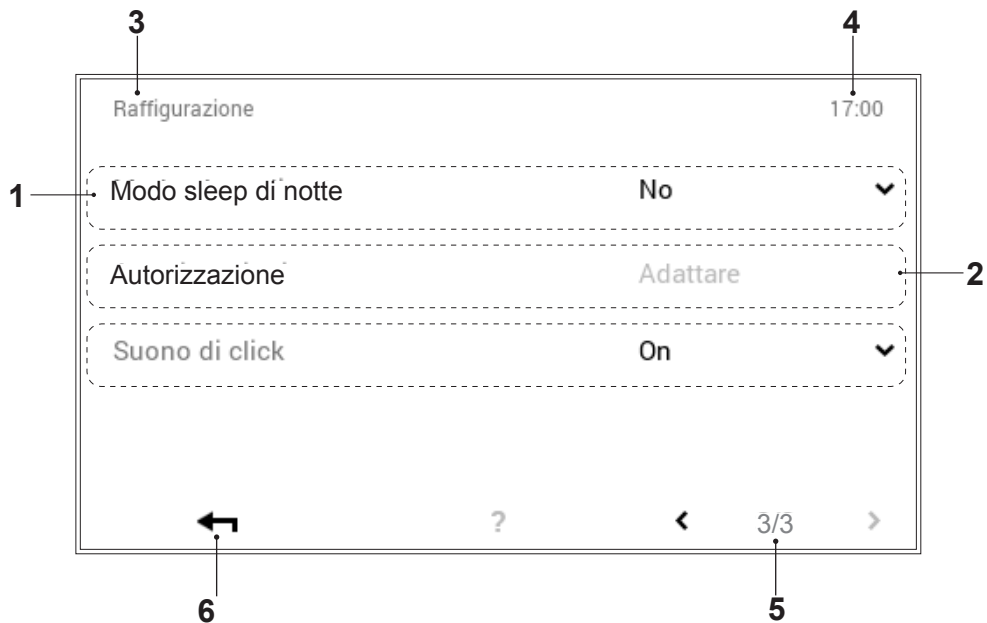 3 4
Raffigurazione 17:00
1 Modo sleep di notte No
Autorizzazione Adattare 2
Suono di click On
? 3/3
6 5